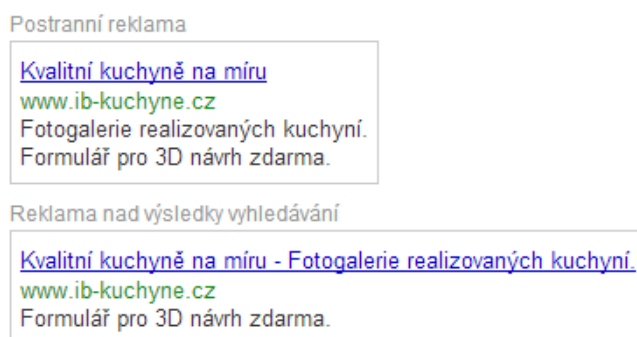 Postranní reklama
Kvalitní kuchyně na míru
www.ib-kuchyne.cz
Fotogalerie realizovaných kuchyní.
Formulář pro 3D návrh zdarma.
Reklama nad výsledky vyhledávání
Kvalitní kuchyně na míru - Fotogalerie realizovaných kuchyní.
www.ib-kuchyne.cz
Formulář pro 3D návrh zdarma.